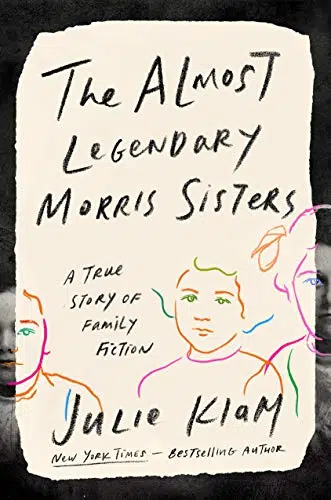 The Almost
Legendary
Morris Sisters
A True
Story of
Family
Fiction
Julie Klam
New York Times – Bestselling Author